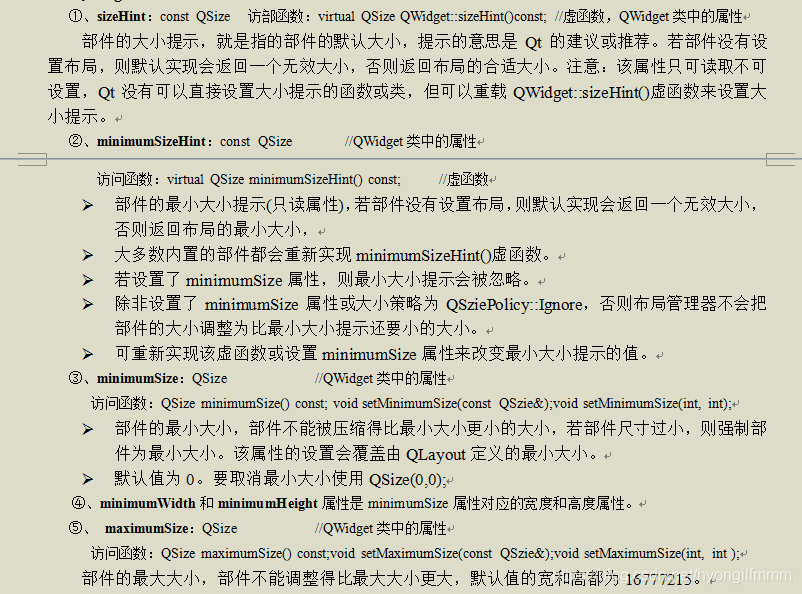 ①、sizeHint：const QSize 访部函数：virtual QSize QWidget::sizeHint()const; //虚函数，QWidget 类中的属性
部件的大小提示，就是指的部件的默认大小，提示的意思是 Qt 的建议或推荐。若部件没有设
置布局，则默认实现会返回一个无效大小，否则返回布局的合适大小。注意：该属性只可读取不可
设置，Qt 没有可以直接设置大小提示的函数或类，但可以重载 QWidget::sizeHint()虚函数来设置大
小提示。
②、minimumSizeHint：const QSize //QWidget 类中的属性
访问函数：virtual QSize minimumSizeHint() const; //虚函数
➢ 部件的最小大小提示(只读属性)，若部件没有设置布局，则默认实现会返回一个无效大小，
否则返回布局的最小大小，
➢ 大多数内置的部件都会重新实现 minimumSizeHint()虚函数。
➢ 若设置了 minimumSize 属性，则最小大小提示会被忽略。
➢ 除非设置了 minimumSize 属性或大小策略为 QSziePolicy::Ignore，否则布局管理器不会把
部件的大小调整为比最小大小提示还要小的大小。
➢ 可重新实现该虚函数或设置 minimumSize 属性来改变最小大小提示的值。
③、minimumSize：QSize //QWidget 类中的属性
访问函数：QSize minimumSize() const; void setMinimumSize(const QSzie&);void setMinimumSize(int, int);
➢ 部件的最小大小，部件不能被压缩得比最小大小更小的大小，若部件尺寸过小，则强制部
件为最小大小。该属性的设置会覆盖由 QLayout 定义的最小大小。
➢ 默认值为 0。要取消最小大小使用 QSize(0,0);
④、minimumWidth 和 minimumHeight 属性是 minimumSize 属性对应的宽度和高度属性。
⑤、 maximumSize：QSize //QWidget 类中的属性
访问函数：QSize maximumSize() const;void setMaximumSize(const QSzie&);void setMaximumSize(int, int );
部件的最大大小，部件不能调整得比最大大小更大，默认值的宽和高都为 16777215。